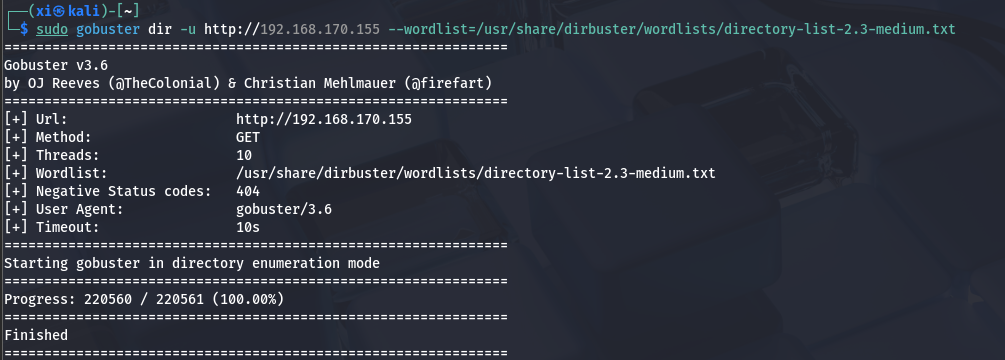 ┌──(xi㉿kali)-[~]
└─$ sudo gobuster dir -u http://192.168.170.155 --wordlist=/usr/share/dirbuster/wordlists/directory-list-2.3-medium.txt
===============================================================
Gobuster v3.6
by OJ Reeves (@TheColonial) & Christian Mehlmauer (@firefart)
===============================================================
[+] Url:                     http://192.168.170.155
[+] Method:                  GET
[+] Threads:                 10
[+] Wordlist:                /usr/share/dirbuster/wordlists/directory-list-2.3-medium.txt
[+] Negative Status codes:   404
[+] User Agent:              gobuster/3.6
[+] Timeout:                 10s
===============================================================
Starting gobuster in directory enumeration mode
===============================================================
Progress: 220560 / 220561 (100.00%)
===============================================================
Finished
===============================================================